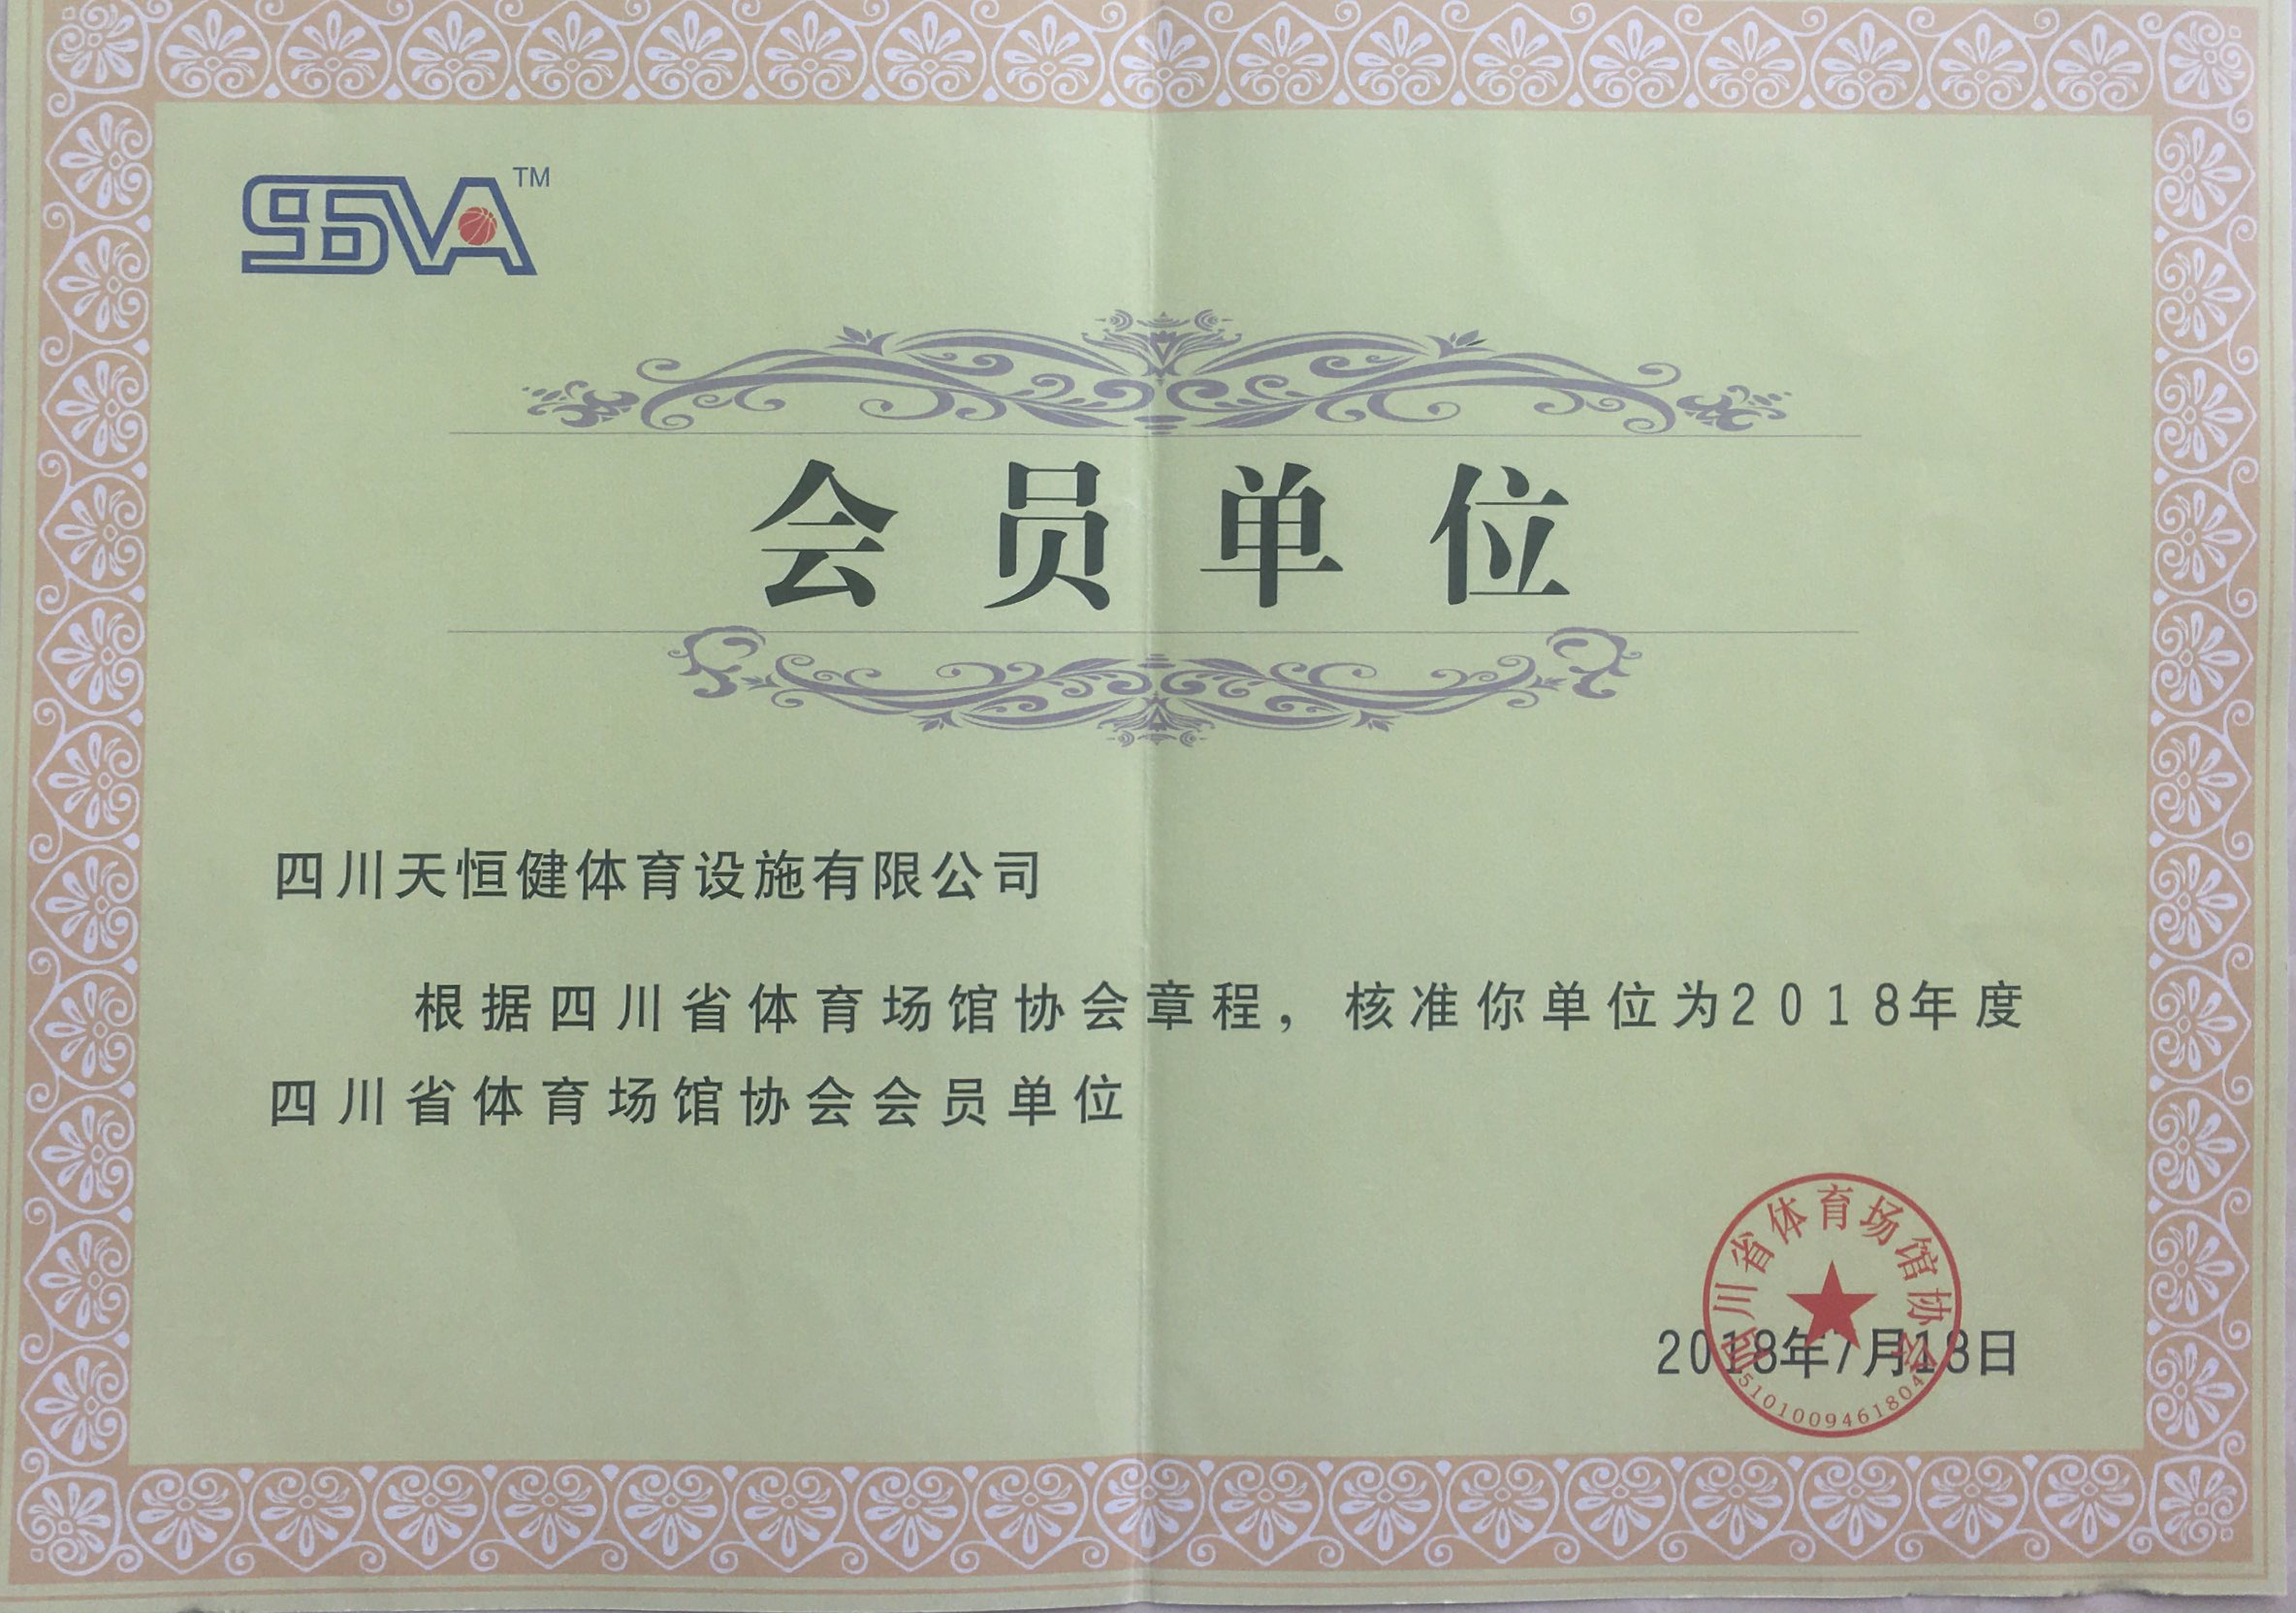 SSVA TM
会员单位
四川天恒健体育设施有限公司
根据四川省体育场馆协会章程，核准你单位为2018年度
四川省体育场馆协会会员单位
四川省体育场馆协会
2018年7月18日
5101009461804